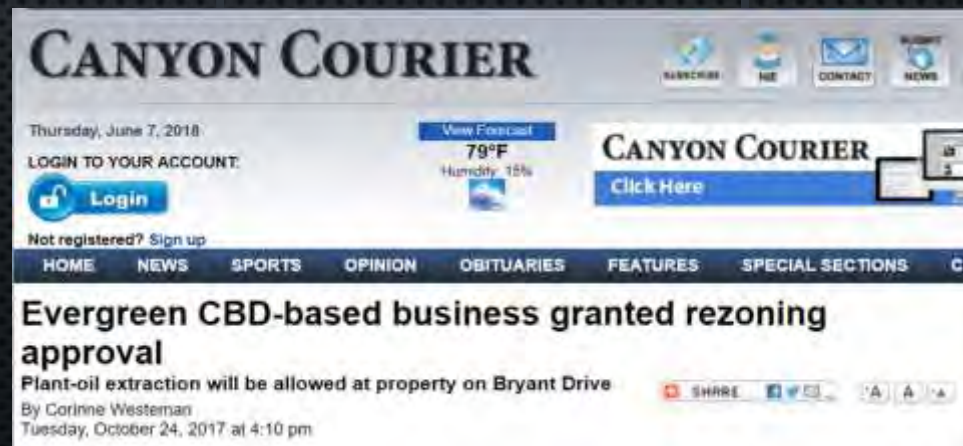 CANYON COURIER
SUBSCRIBE
CONTACT
SUBMIT
NEWS
Thursday, June 7, 2018
LOGIN TO YOUR ACCOUNT:
Login
Not registered? Sign up
View Forecast
79°F
Humidity: 15%
CANYON COURIER
Click Here
HOME NEWS SPORTS OPINION OBITUARIES FEATURES SPECIAL SECTIONS C
Evergreen CBD-based business granted rezoning
approval
Plant-oil extraction will be allowed at property on Bryant Drive
SHARE
A A A
By Corinne Westeman
Tuesday, October 24, 2017 at 4:10 pm